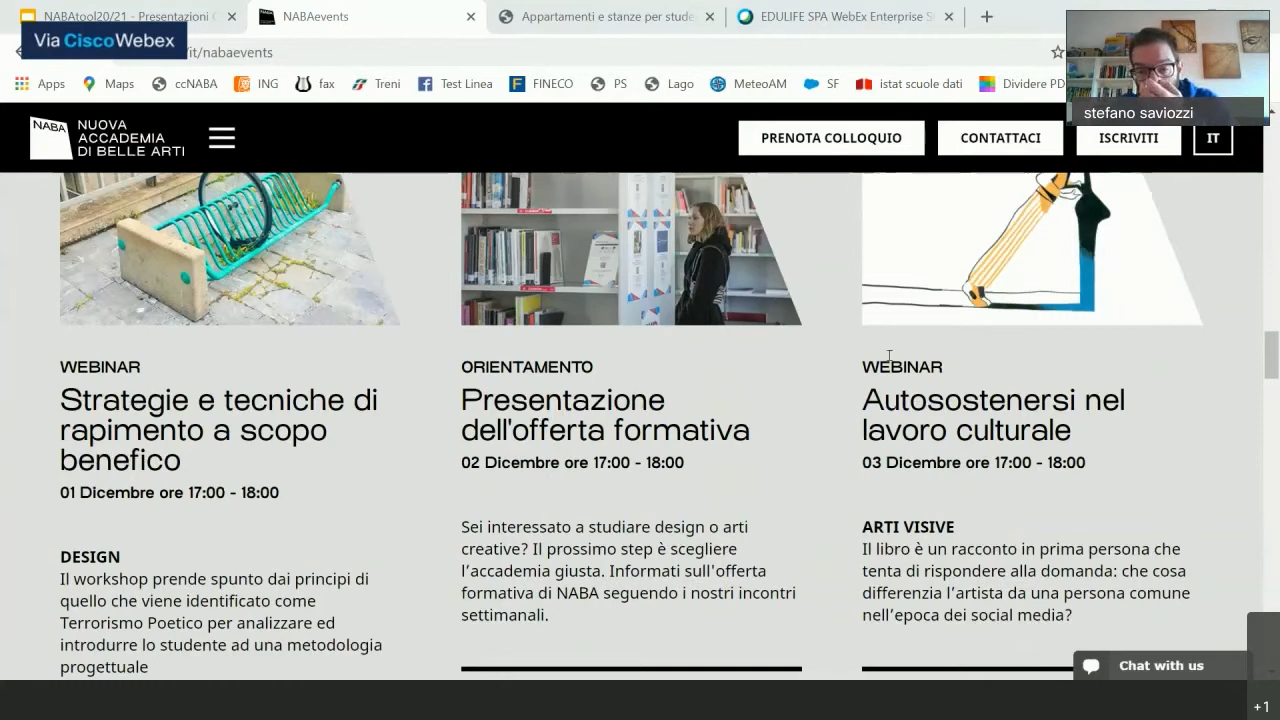 NABAtool20/21 - Presentazioni
NABAevents
Appartamenti e stanze per stude
EDULIFE SPA WebEx Enterprise S
Via CiscoWebex
/it/nabaevents
Apps
Maps
ccNABA
ING
fax
Treni
Test Linea
FINECO
PS
Lago
MeteoAM
SF
istat scuole dati
Dividere PD
stefano saviozzi
NABA
NUOVA
ACCADEMIA
DI BELLE ARTI
PRENOTA COLLOQUIO
CONTATTACI
ISCRIVITI
IT
WEBINAR
Strategie e tecniche di
rapimento a scopo
benefico
01 Dicembre ore 17:00 - 18:00
DESIGN
Il workshop prende spunto dai principi di
quello che viene identificato come
Terrorismo Poetico per analizzare ed
introdurre lo studente ad una metodologia
progettuale
ORIENTAMENTO
Presentazione
dell'offerta formativa
02 Dicembre ore 17:00 - 18:00
Sei interessato a studiare design o arti
creative? Il prossimo step è scegliere
l'accademia giusta. Informati sull'offerta
formativa di NABA seguendo i nostri incontri
settimanali.
WEBINAR
Autosostenersi nel
lavoro culturale
03 Dicembre ore 17:00 - 18:00
ARTI VISIVE
Il libro è un racconto in prima persona che
tenta di rispondere alla domanda: che cosa
differenzia l'artista da una persona comune
nell'epoca dei social media?
Chat with us
+1